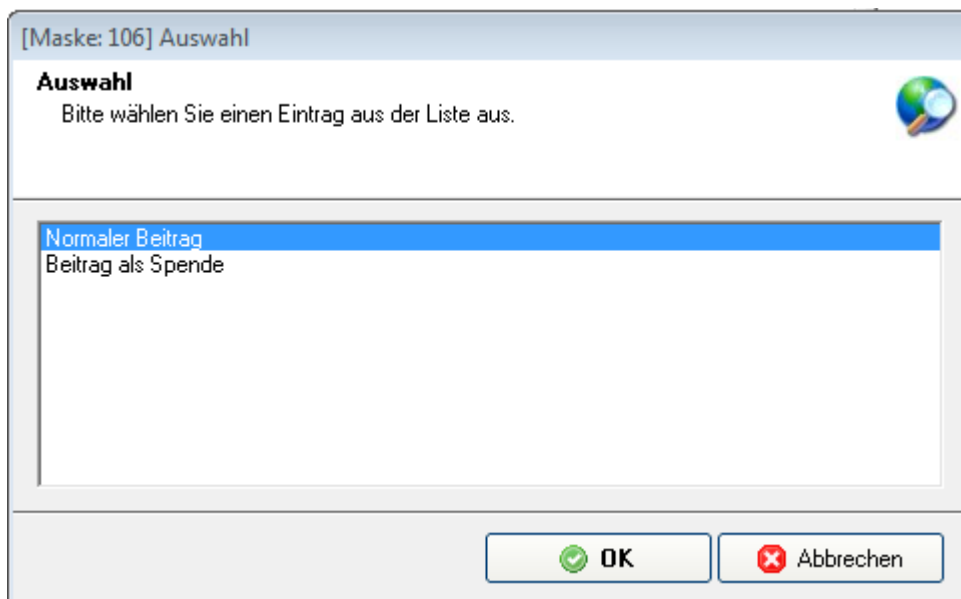 [Maske: 106] Auswahl
Auswahl
Bitte wählen Sie einen Eintrag aus der Liste aus.
Normaler Beitrag
Beitrag als Spende
OK
Abbrechen